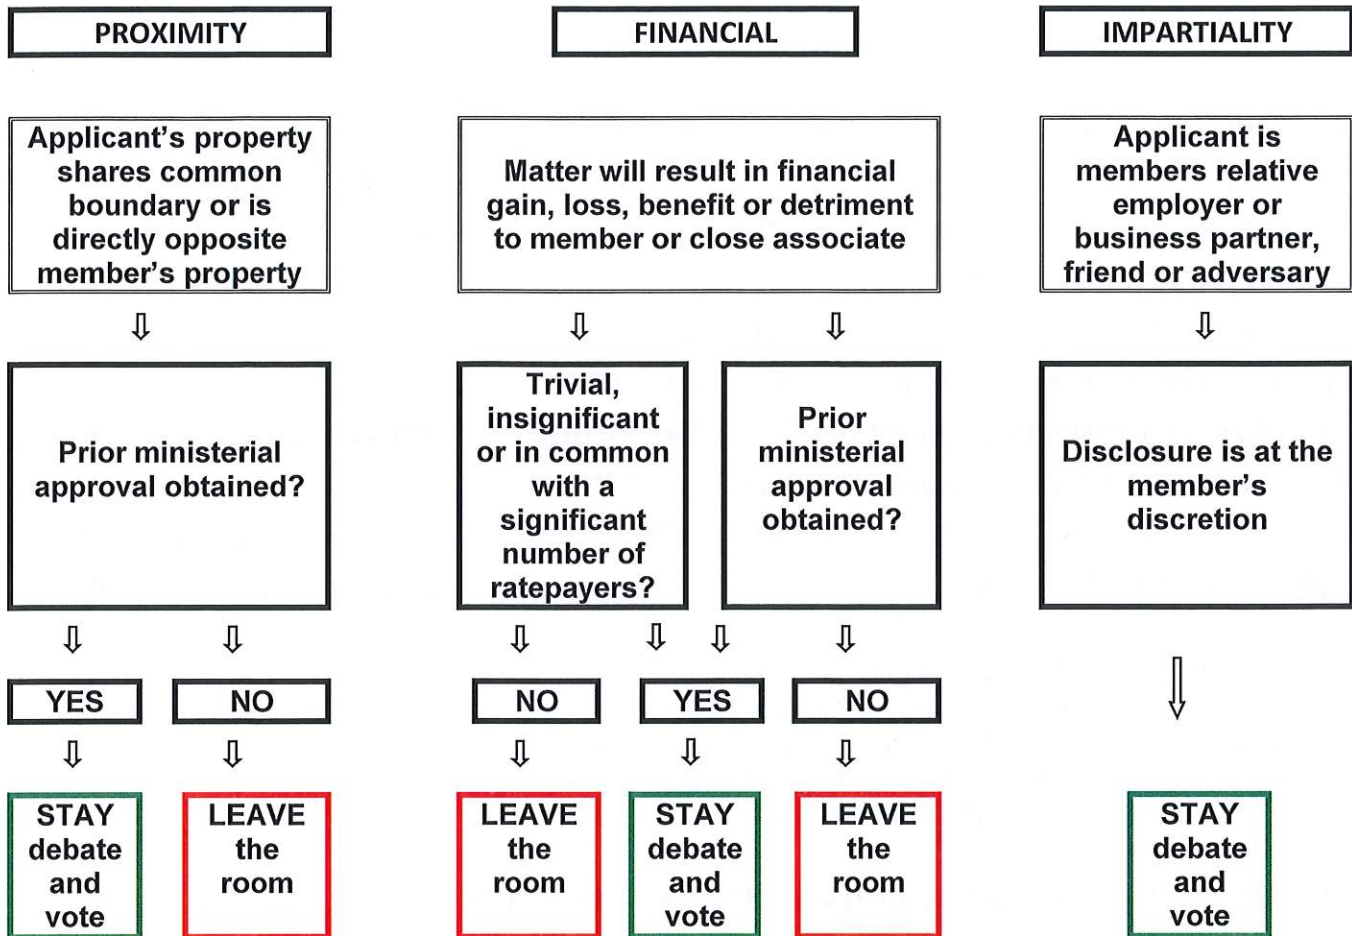 PROXIMITY
FINANCIAL
IMPARTIALITY
Applicant’s property
shares common
boundary or is
directly opposite
member’s property
Matter will result in financial
gain, loss, benefit or detriment
to member or close associate
Applicant is
members relative
employer or
business partner,
friend or adversary
Prior ministerial
approval obtained?
Trivial,
insignificant
or in common
with a
significant
number of
ratepayers?
Prior
ministerial
approval
obtained?
Disclosure is at the
member’s
discretion
YES
NO
NO
YES
NO
STAY
debate
and
vote
LEAVE
the
room
LEAVE
the
room
STAY
debate
and
vote
LEAVE
the
room
STAY
debate
and
vote